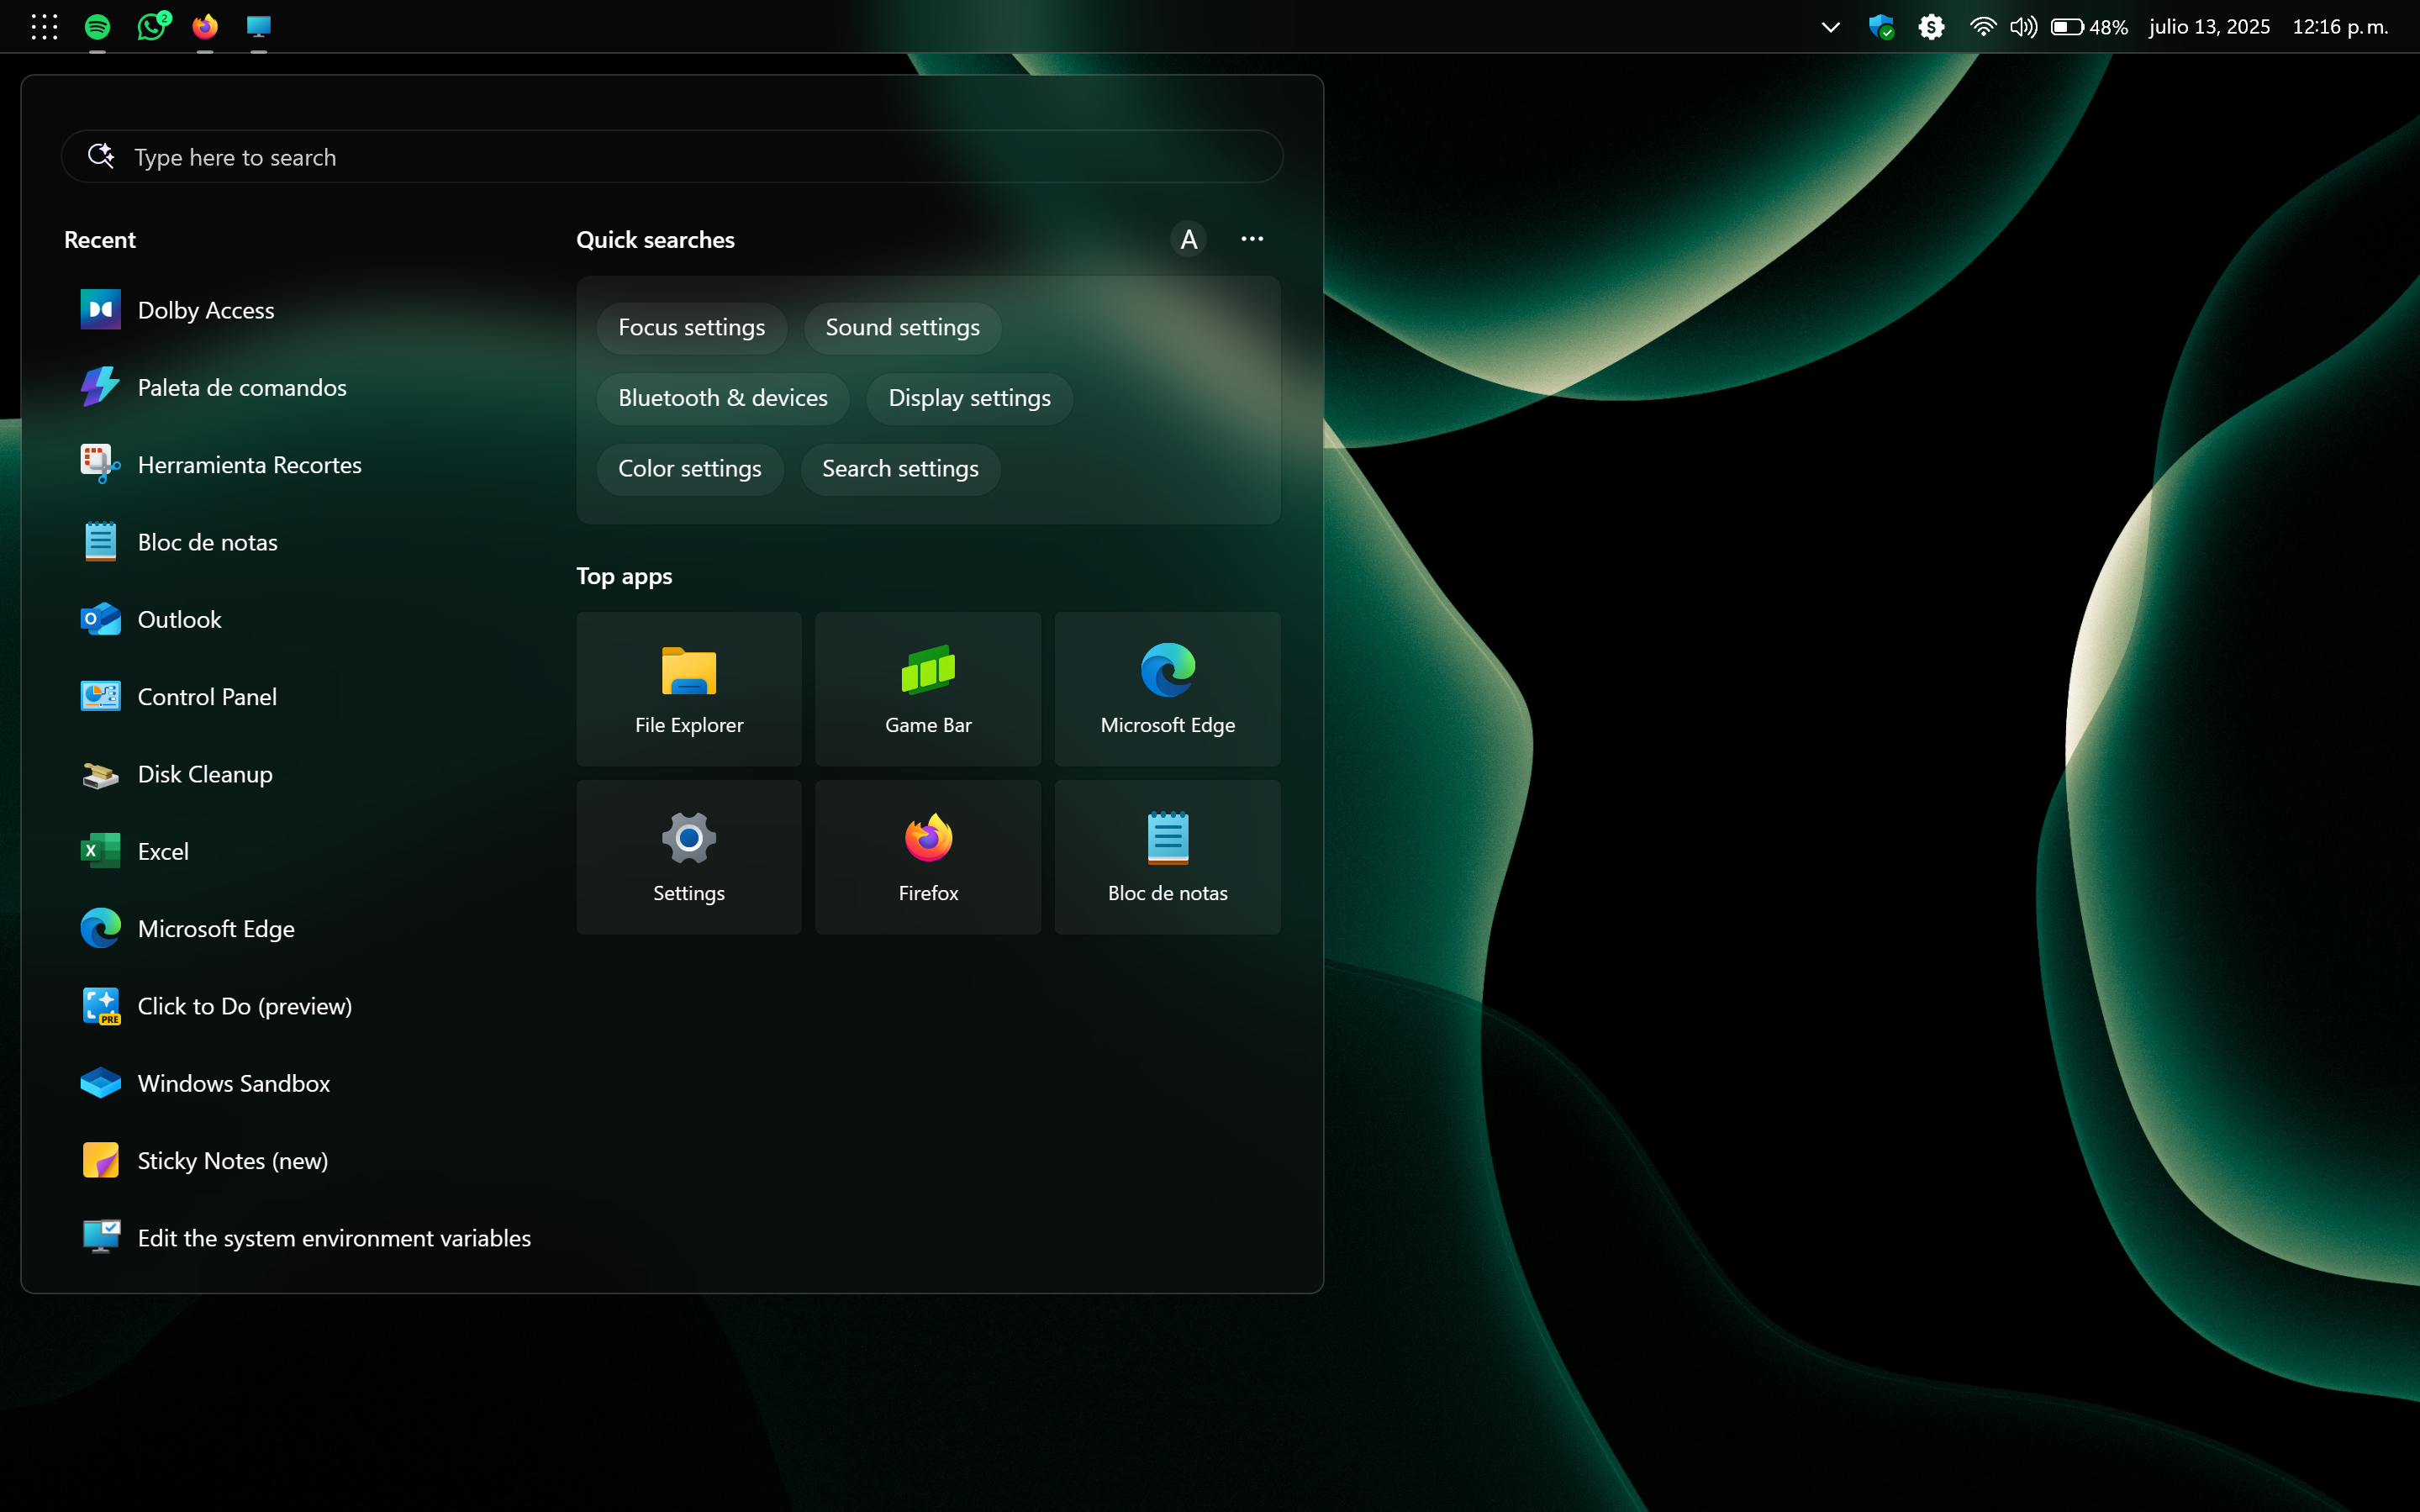 2
48%
julio 13, 2025
12:16 p. m.
Type here to search
Recent
Dolby Access
Paleta de comandos
Herramienta Recortes
Bloc de notas
Outlook
Control Panel
Disk Cleanup
Excel
Microsoft Edge
Click to Do (preview)
PRE
Windows Sandbox
Sticky Notes (new)
Edit the system environment variables
Quick searches
A
Focus settings
Sound settings
Bluetooth & devices
Display settings
Color settings
Search settings
Top apps
File Explorer
Game Bar
Microsoft Edge
Settings
Firefox
Bloc de notas